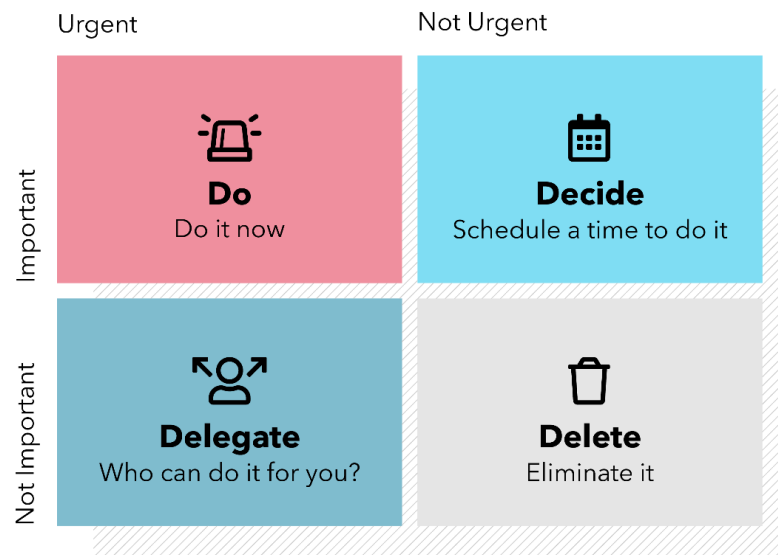 Urgent
Not Urgent
Important
Do
Do it now
Decide
Schedule a time to do it
Not Important
Delegate
Who can do it for you?
Delete
Eliminate it